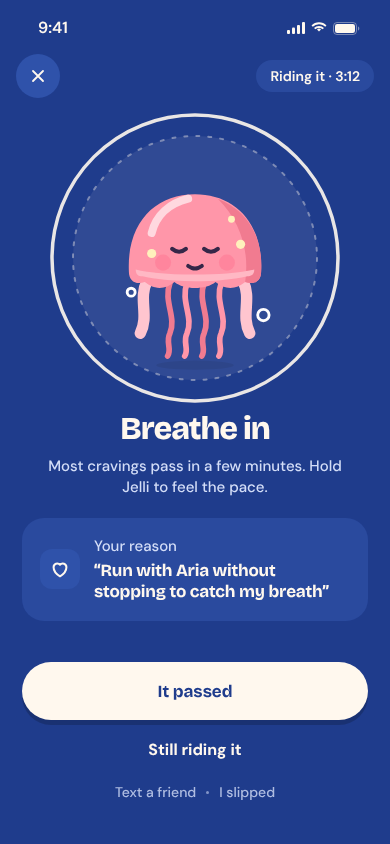 9:41
Riding it · 3:12
Breathe in
Most cravings pass in a few minutes. Hold
Jelli to feel the pace.
Your reason
“Run with Aria without
stopping to catch my breath”
It passed
Still riding it
Text a friend · I slipped